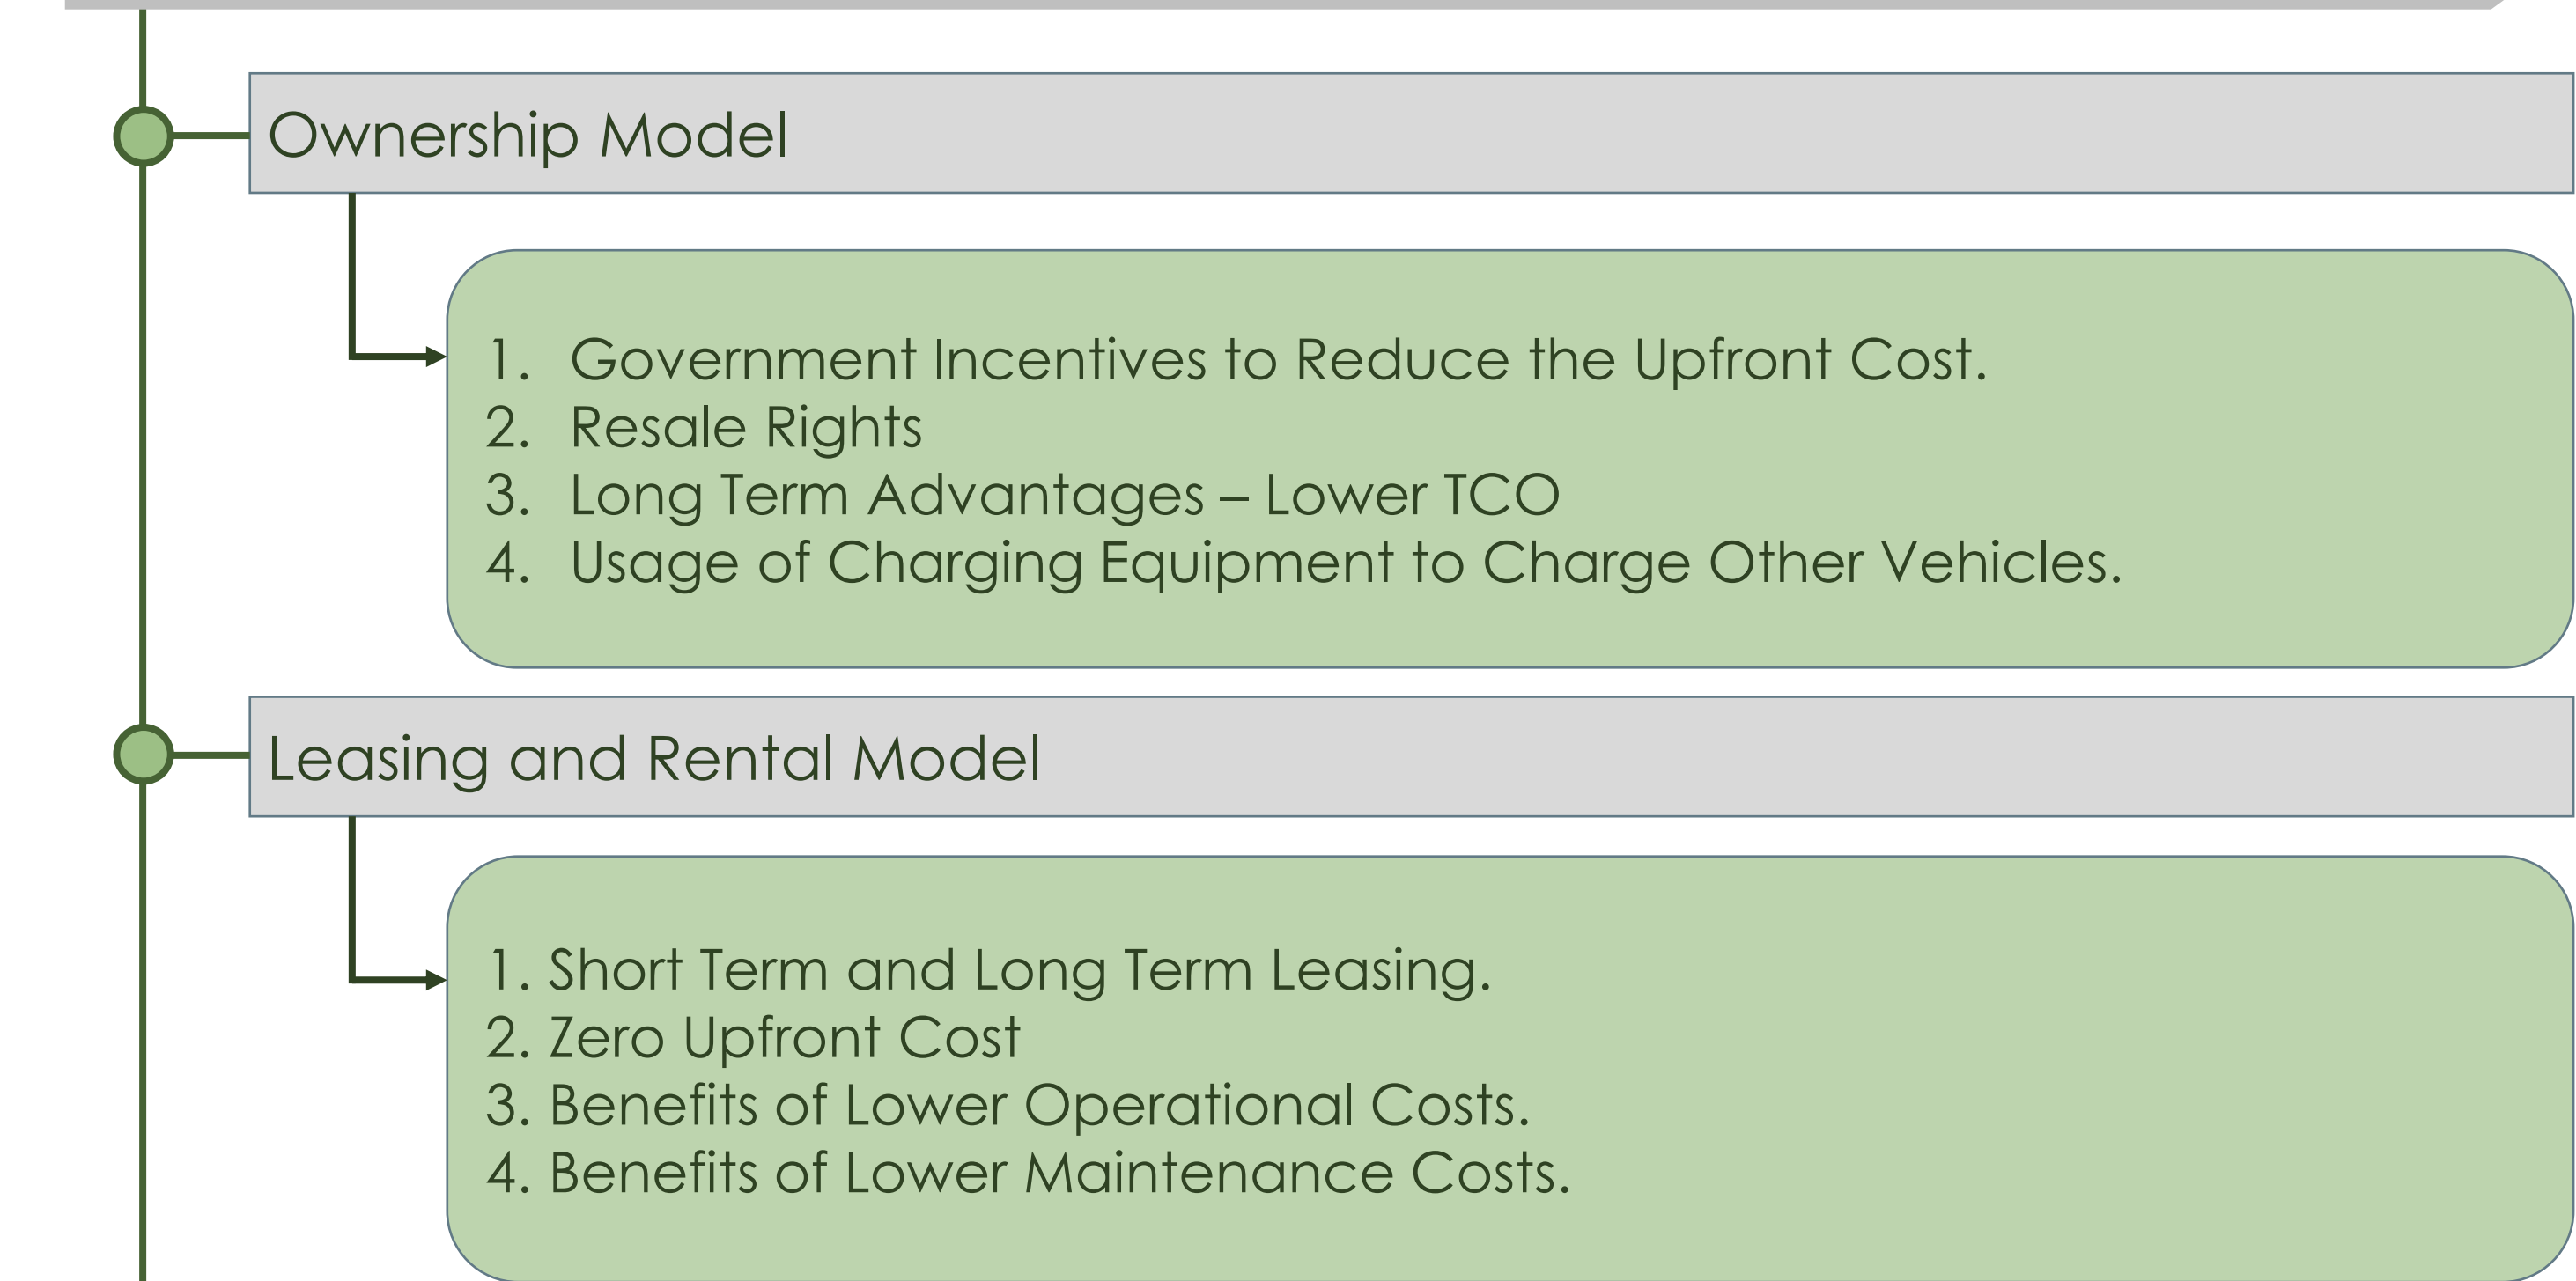 Ownership Model
1. Government Incentives to Reduce the Upfront Cost.
2. Resale Rights
3. Long Term Advantages – Lower TCO
4. Usage of Charging Equipment to Charge Other Vehicles.
Leasing and Rental Model
1. Short Term and Long Term Leasing.
2. Zero Upfront Cost
3. Benefits of Lower Operational Costs.
4. Benefits of Lower Maintenance Costs.